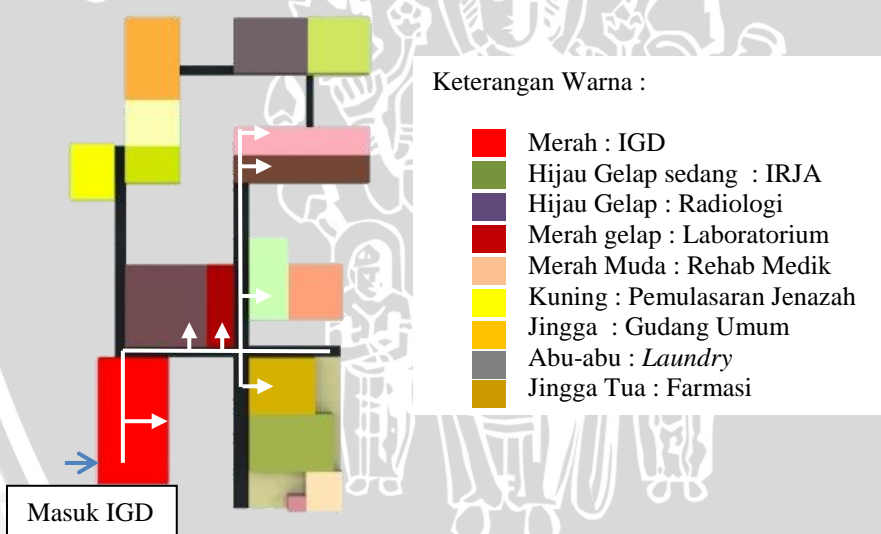 Keterangan Warna :
Merah : IGD
Hijau Gelap sedang : IRJA
Hijau Gelap : Radiologi
Merah gelap : Laboratorium
Merah Muda : Rehab Medik
Kuning : Pemulasaran Jenazah
Jingga : Gudang Umum
Abu-abu : Laundry
Jingga Tua : Farmasi
Masuk IGD